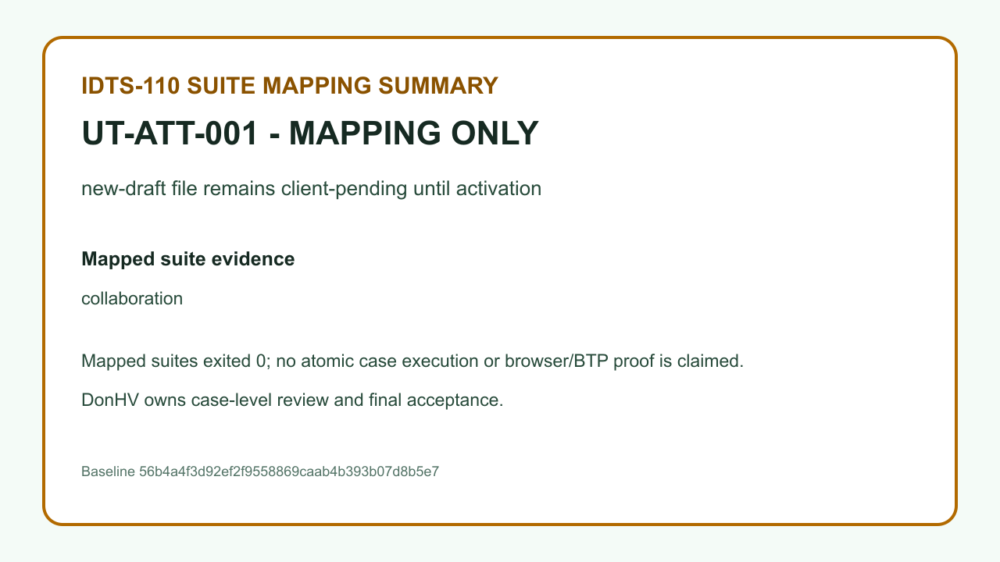 IDTS-110 SUITE MAPPING SUMMARY
UT-ATT-001 - MAPPING ONLY
new-draft file remains client-pending until activation
Mapped suite evidence
collaboration
Mapped suites exited 0; no atomic case execution or browser/BTP proof is claimed.
DonHV owns case-level review and final acceptance.
Baseline 56b4a4f3d92ef2f9558869caab4b393b07d8b5e7